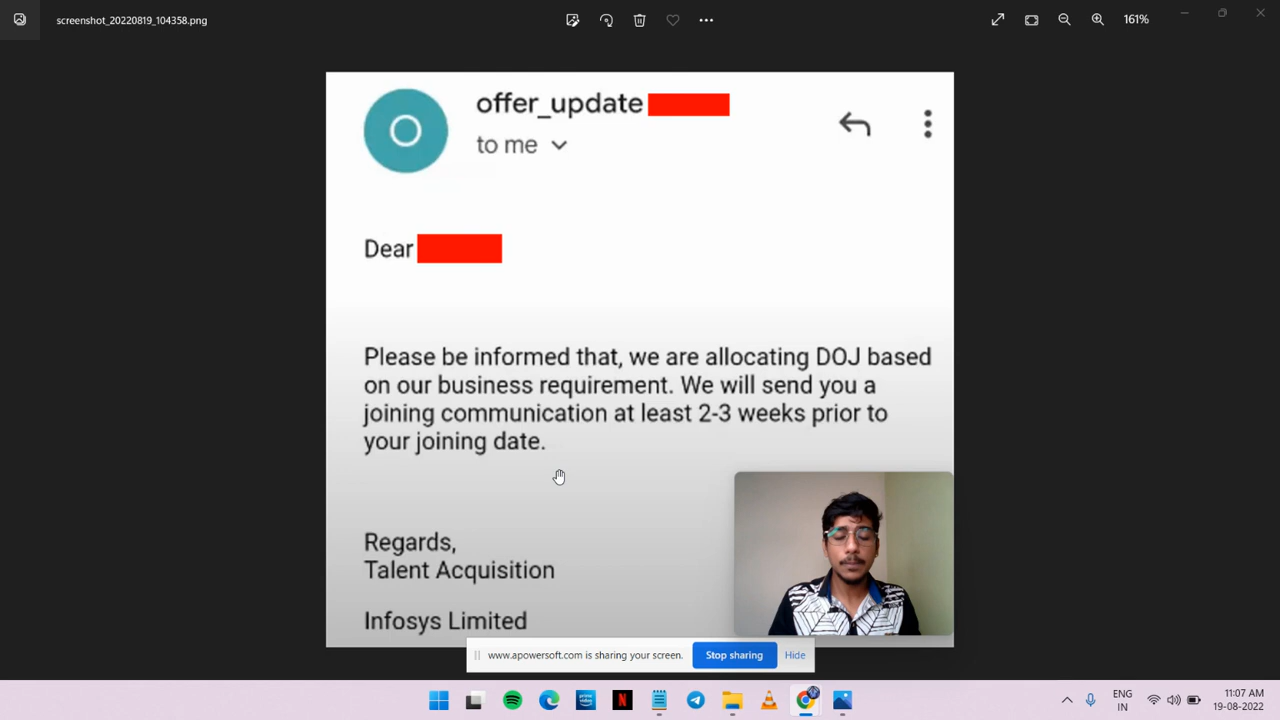 screenshot_20220819_104358.png
161%
offer_update
to me
O
Dear
Please be informed that, we are allocating DOJ based
on our business requirement. We will send you a
joining communication at least 2-3 weeks prior to
your joining date.
Regards,
Talent Acquisition
Infosys Limited
www.apowersoft.com is sharing your screen.
Stop sharing
Hide
prime video
N
ENG
IN
11:07 AM
19-08-2022